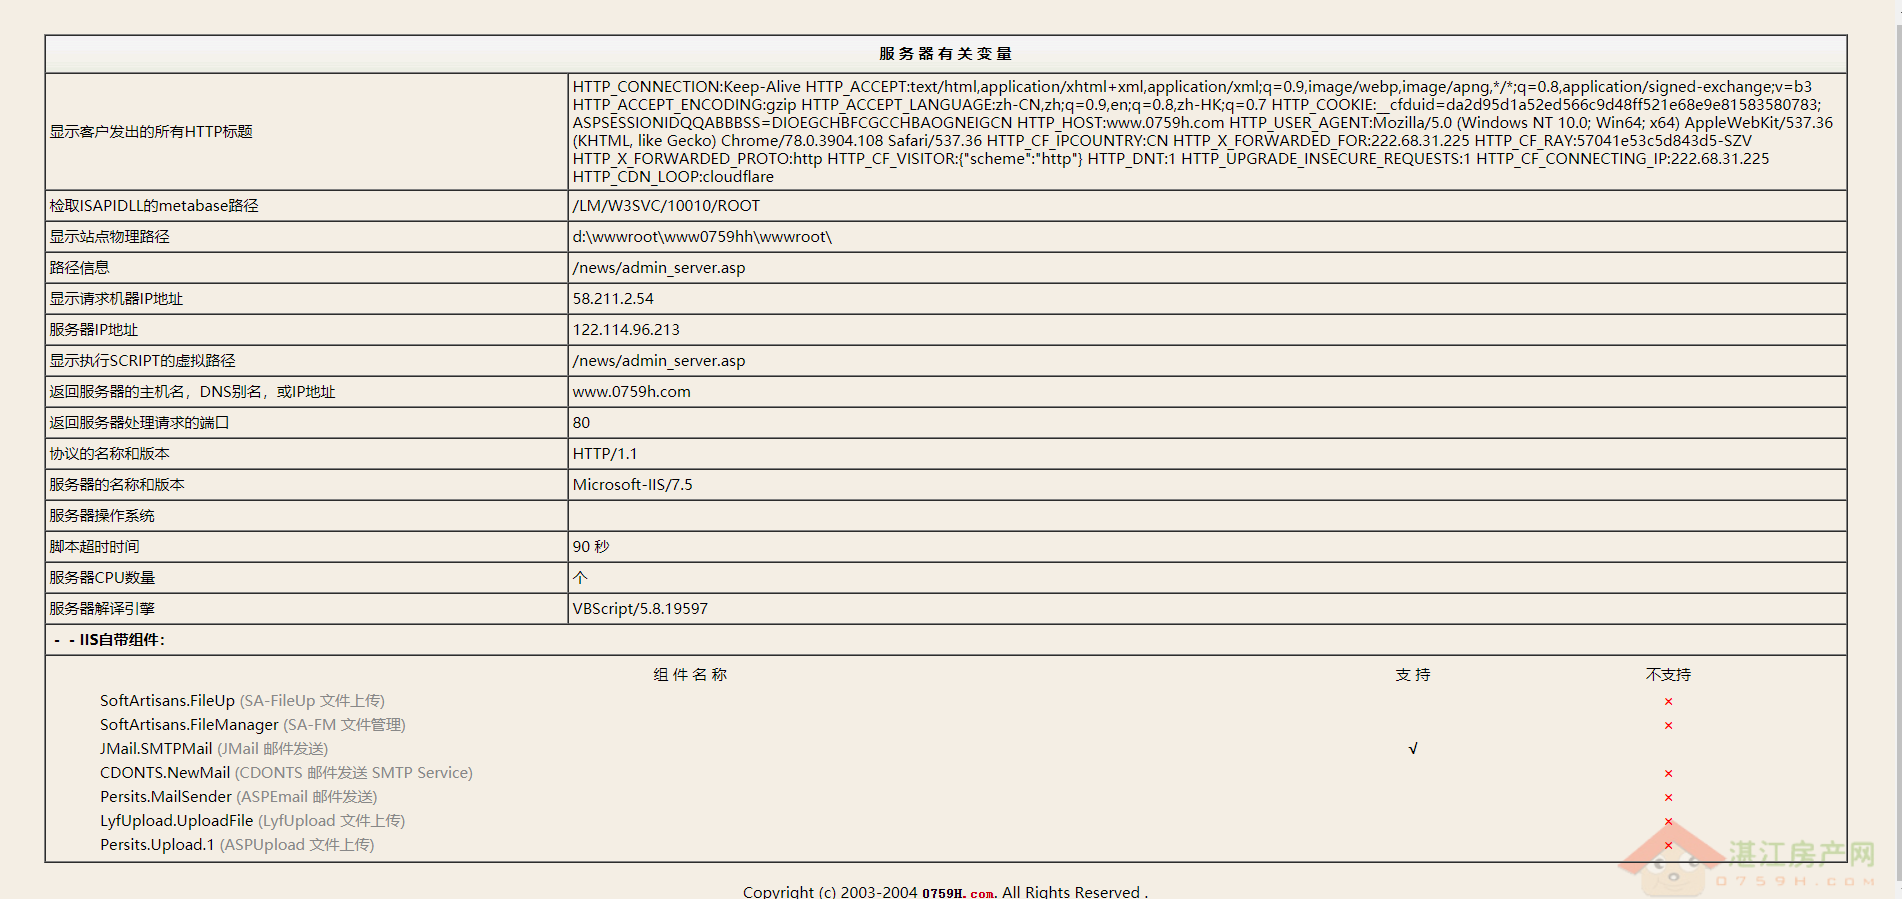 服 务 器 有 关 变 量
显示客户发出的所有HTTP标题
HTTP_CONNECTION:Keep-Alive HTTP_ACCEPT:text/html,application/xhtml+xml,application/xml;q=0.9,image/webp,image/apng,*/*;q=0.8,application/signed-exchange;v=b3
HTTP_ACCEPT_ENCODING:gzip HTTP_ACCEPT_LANGUAGE:zh-CN,zh;q=0.9,en;q=0.8,zh-HK;q=0.7 HTTP_COOKIE:__cfduid=da2d95d1a52ed566c9d48ff521e68e9e81583580783;
ASPSESSIONIDQQABBBSS=DIOEGCHBFCGCCHBAOGNEIGCN HTTP_HOST:www.0759h.com HTTP_USER_AGENT:Mozilla/5.0 (Windows NT 10.0; Win64; x64) AppleWebKit/537.36
(KHTML, like Gecko) Chrome/78.0.3904.108 Safari/537.36 HTTP_CF_IPCOUNTRY:CN HTTP_X_FORWARDED_FOR:222.68.31.225 HTTP_CF_RAY:57041e53c5d843d5-SZV
HTTP_X_FORWARDED_PROTO:http HTTP_CF_VISITOR:{"scheme":"http"} HTTP_DNT:1 HTTP_UPGRADE_INSECURE_REQUESTS:1 HTTP_CF_CONNECTING_IP:222.68.31.225
HTTP_CDN_LOOP:cloudflare
检取ISAPIDLL的metabase路径 /LM/W3SVC/10010/ROOT
显示站点物理路径 d:\wwwroot\www0759hh\wwwroot\
路径信息 /news/admin_server.asp
显示请求机器IP地址 58.211.2.54
服务器IP地址 122.114.96.213
显示执行SCRIPT的虚拟路径 /news/admin_server.asp
返回服务器的主机名，DNS别名，或IP地址 www.0759h.com
返回服务器处理请求的端口 80
协议的名称和版本 HTTP/1.1
服务器的名称和版本 Microsoft-IIS/7.5
服务器操作系统
脚本超时时间 90 秒
服务器CPU数量 个
服务器解译引擎 VBScript/5.8.19597
- - IIS自带组件：
组 件 名 称 支 持 不支持
SoftArtisans.FileUp (SA-FileUp 文件上传) ×
SoftArtisans.FileManager (SA-FM 文件管理) ×
JMail.SMTPMail (JMail 邮件发送) √
CDONTS.NewMail (CDONTS 邮件发送 SMTP Service) ×
Persits.MailSender (ASPEmail 邮件发送) ×
LyfUpload.UploadFile (LyfUpload 文件上传) ×
Persits.Upload.1 (ASPUpload 文件上传) ×
湛江房产网
0759H.COM
Copyright (c) 2003-2004 0759H.com. All Rights Reserved .